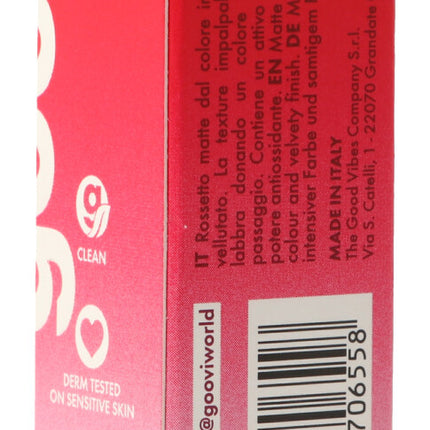 goo
CLEAN
DERM TESTED
ON SENSITIVE SKIN
IT Rossetto matte dal colore in
vellutato. La texture impalpab
labbra donando un colore
passaggio. Contiene un attivo
potere antiossidante. EN Matte
colour and velvety finish. DE M
intensiver Farbe und samtigem F
MADE IN ITALY
The Good Vibes Company S.r.l.
Via S. Catelli, 1 - 22070 Grandate
@gooviworld
706558